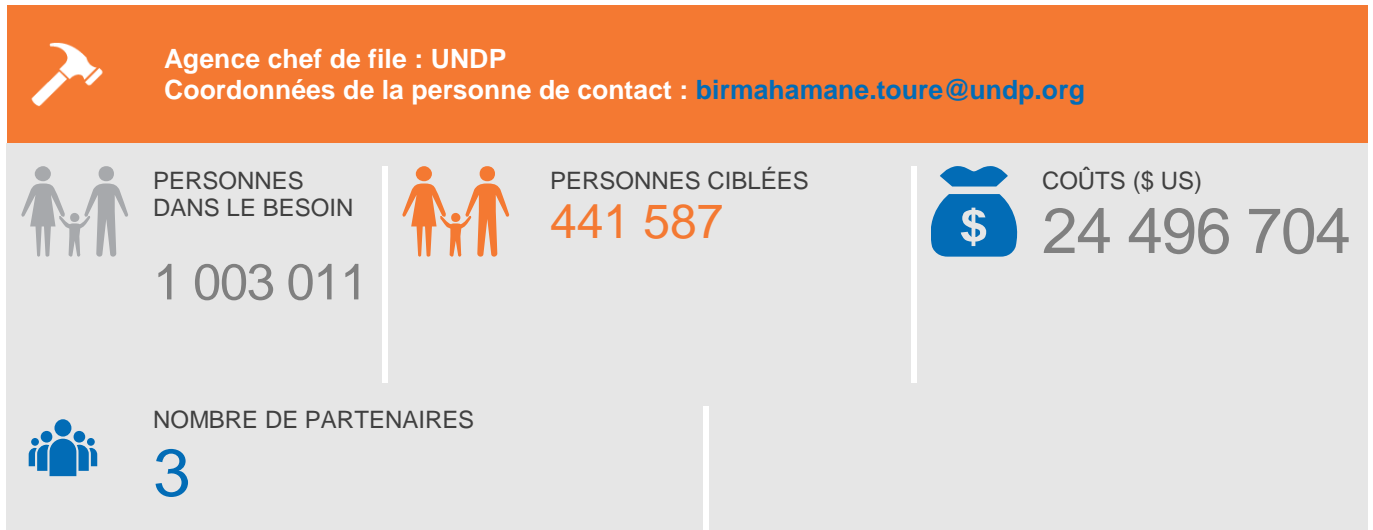 Agence chef de file : UNDP
Coordonnées de la personne de contact : birmahamane.toure@undp.org
PERSONNES
DANS LE BESOIN
1 003 011
PERSONNES CIBLÉES
441 587
$
COÛTS ($ US)
24 496 704
NOMBRE DE PARTENAIRES
3